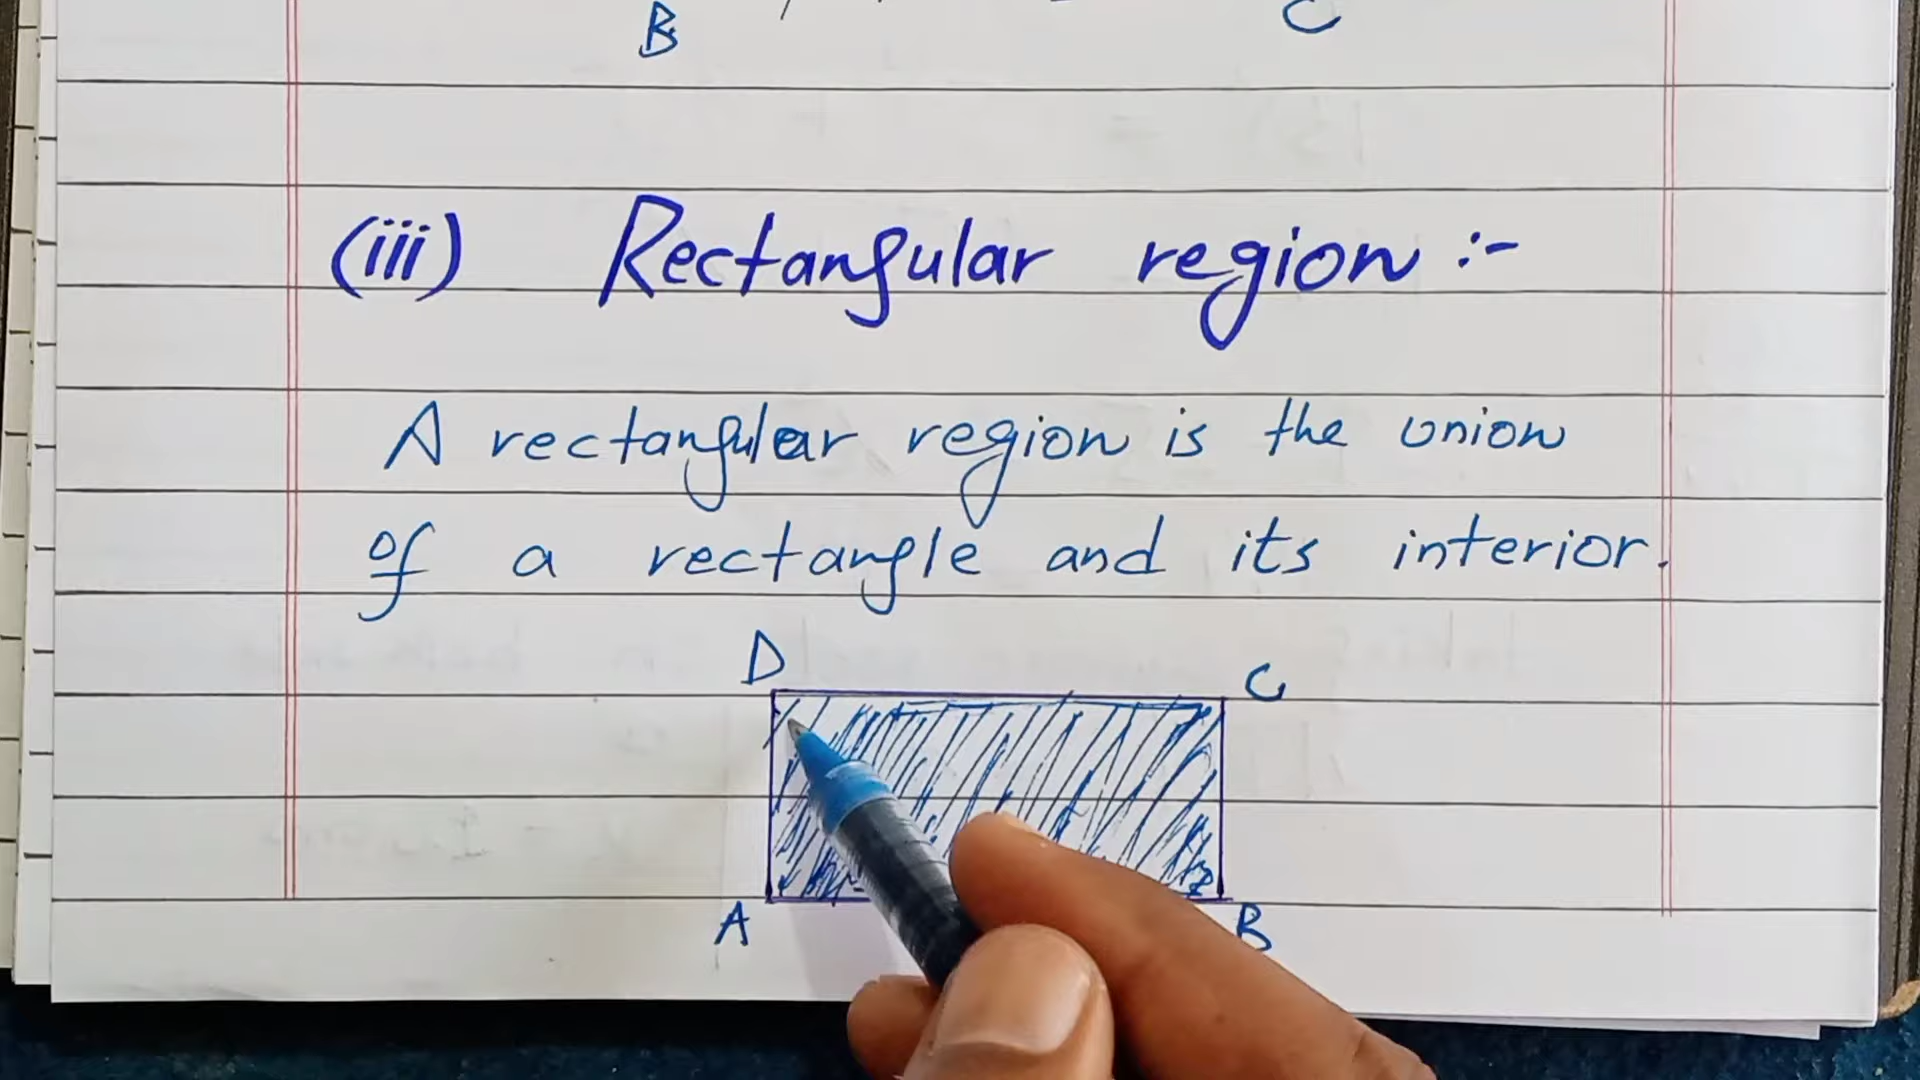 B C
(iii) Rectangular region :-
A rectangular region is the union
of a rectangle and its interior.
D C
A B